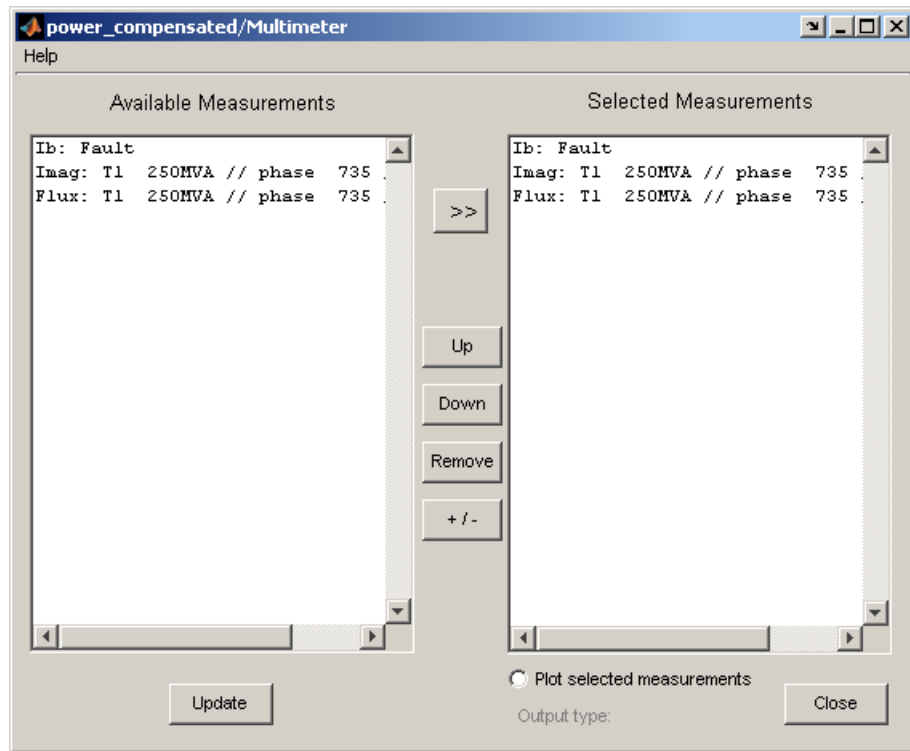 power_compensated/Multimeter
Help
Available Measurements
Selected Measurements
Ib: Fault
Imag: T1  250MVA // phase  735
Flux: T1  250MVA // phase  735
Ib: Fault
Imag: T1  250MVA // phase  735
Flux: T1  250MVA // phase  735
>>
Up
Down
Remove
+ / -
Plot selected measurements
Update
Output type:
Close